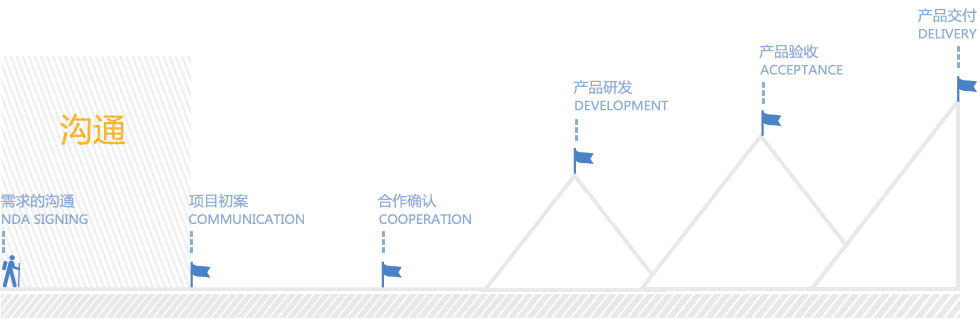 沟通
需求的沟通
NDA SIGNING
项目初案
COMMUNICATION
合作确认
COOPERATION
产品研发
DEVELOPMENT
产品验收
ACCEPTANCE
产品交付
DELIVERY